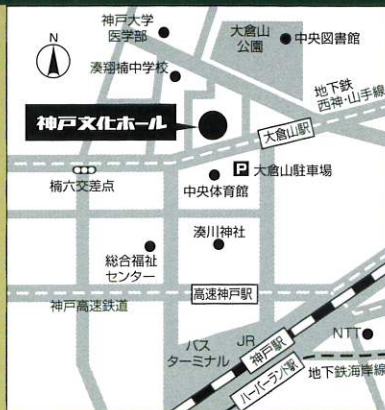 N
神戸大学
医学部
大倉山
公園
中央図書館
湊翔楠中学校
地下鉄
西神・山手線
神戸文化ホール
大倉山駅
P 大倉山駐車場
楠六交差点
中央体育館
湊川神社
総合福祉
センター
高速神戸駅
神戸高速鉄道
バス
ターミナル
JR
神戸駅
NTT
ハーバーランド駅
地下鉄海岸線